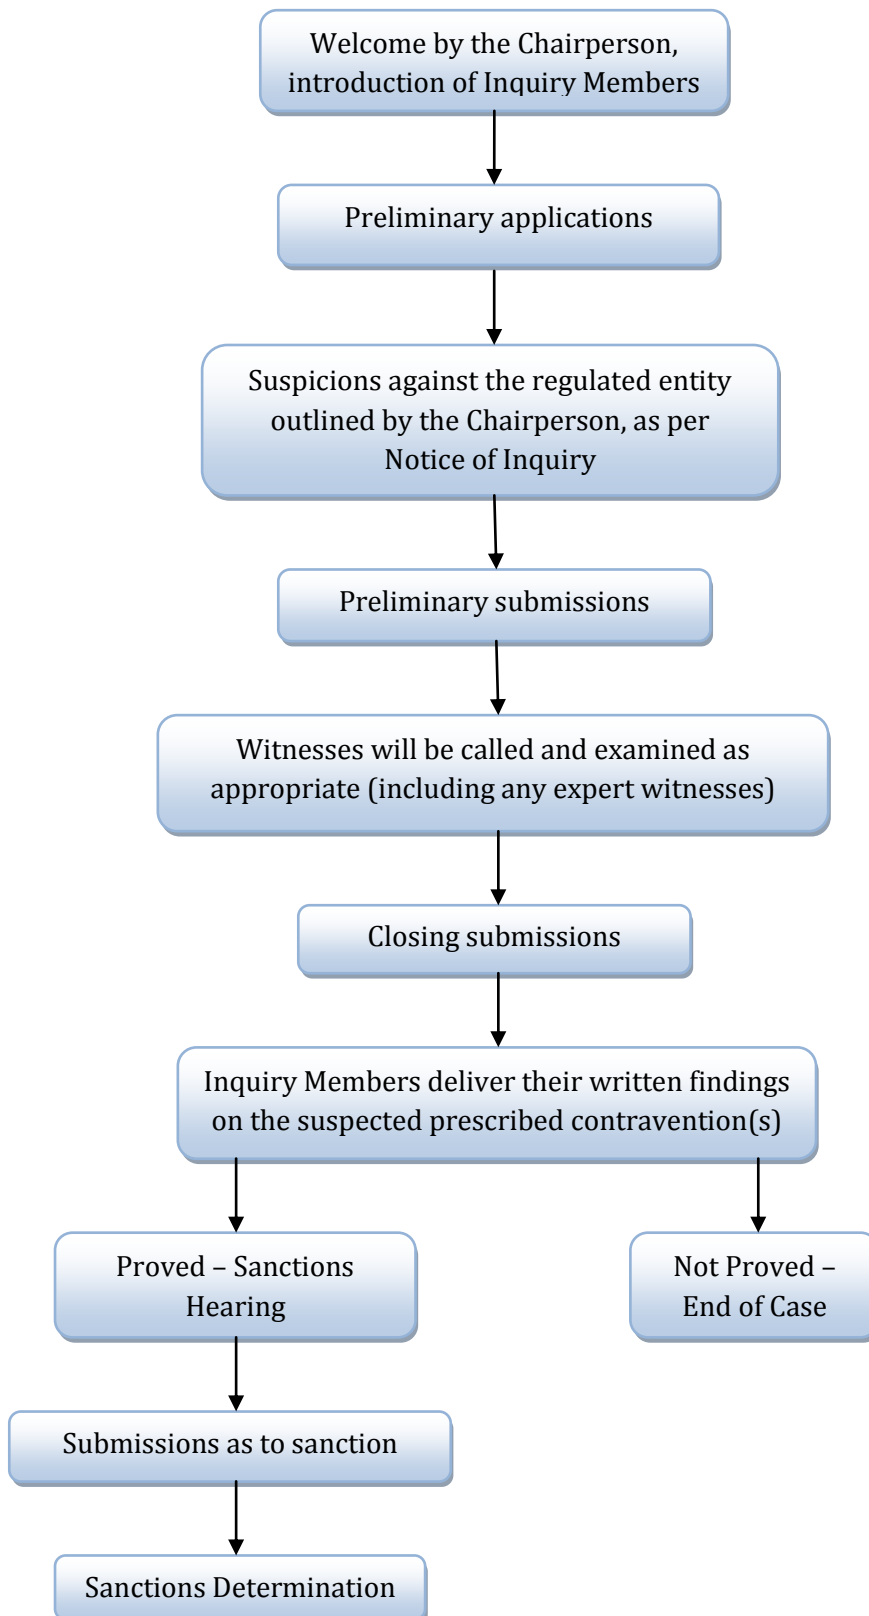 Welcome by the Chairperson,
introduction of Inquiry Members
Preliminary applications
Suspicions against the regulated entity
outlined by the Chairperson, as per
Notice of Inquiry
Preliminary submissions
Witnesses will be called and examined as
appropriate (including any expert witnesses)
Closing submissions
Inquiry Members deliver their written findings
on the suspected prescribed contravention(s)
Proved – Sanctions
Hearing
Not Proved –
End of Case
Submissions as to sanction
Sanctions Determination